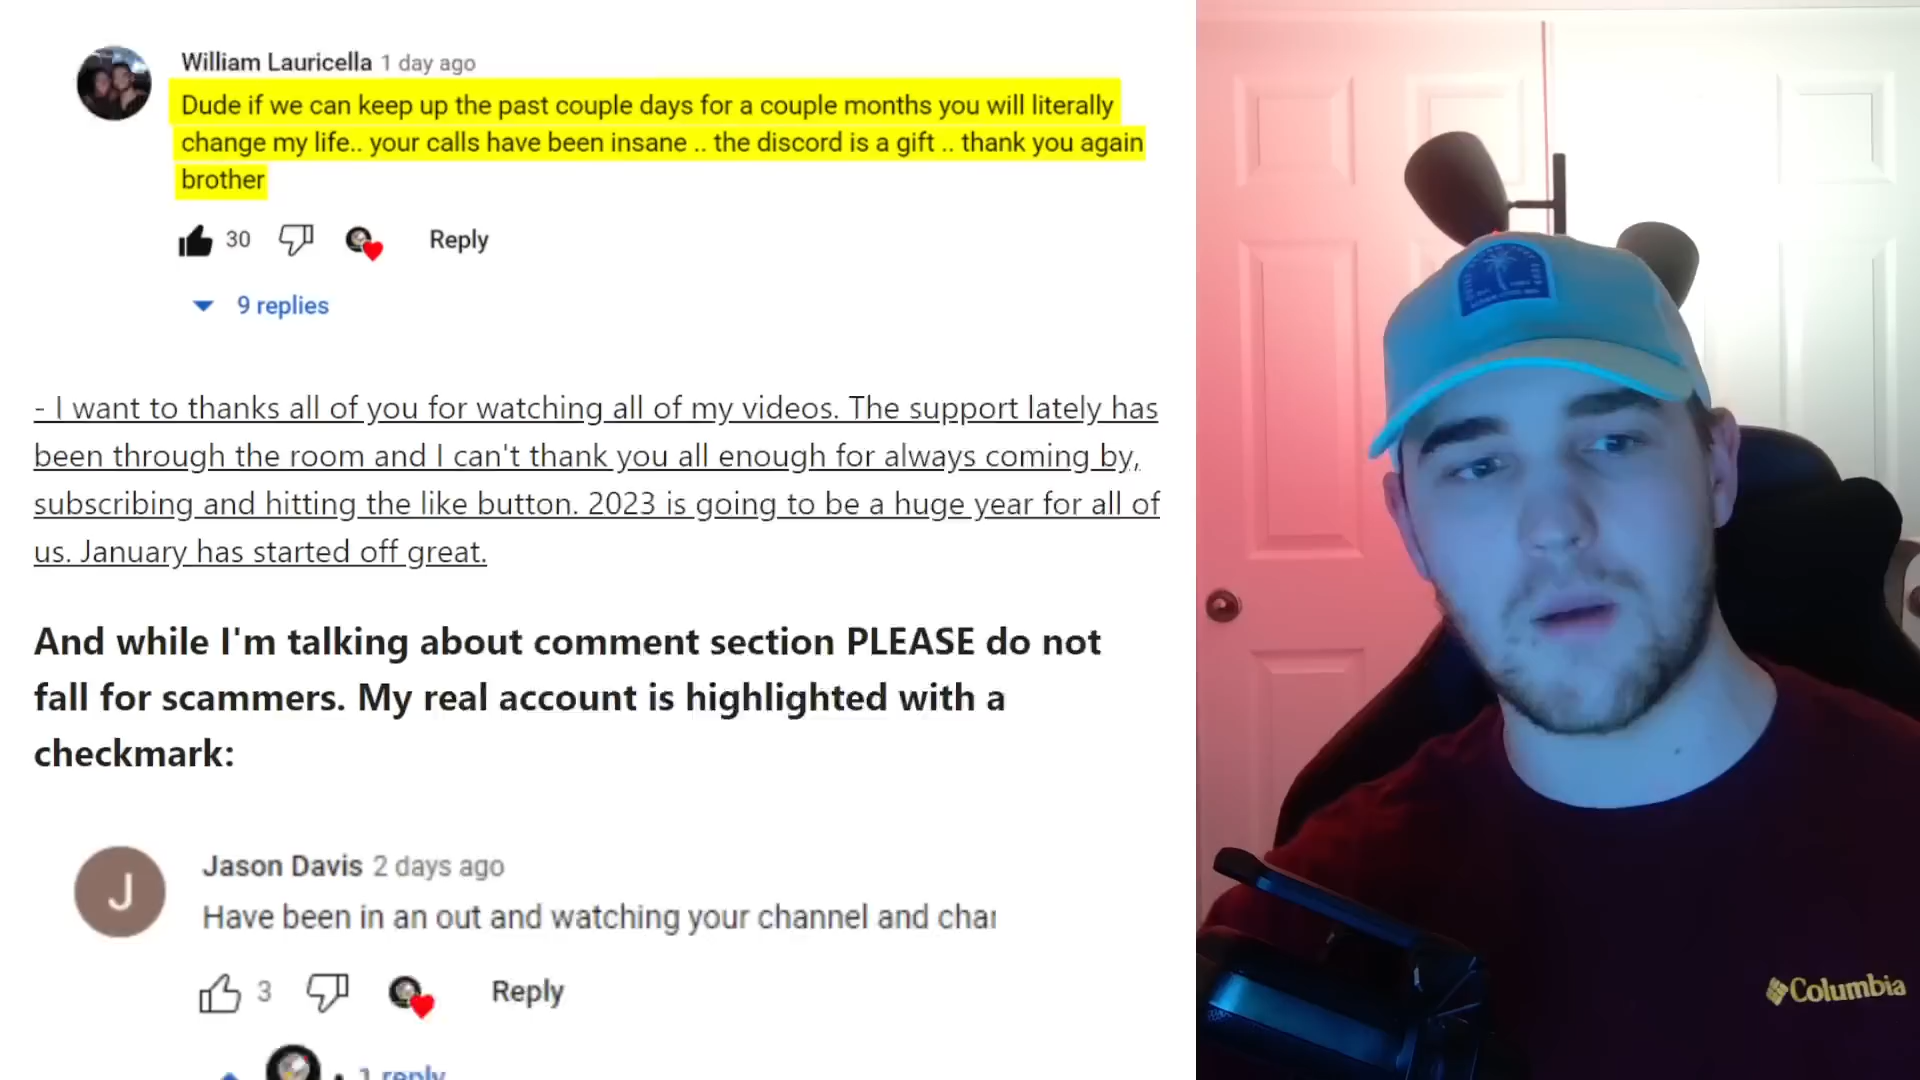 William Lauricella 1 day ago
Dude if we can keep up the past couple days for a couple months you will literally
change my life.. your calls have been insane .. the discord is a gift .. thank you again
brother
30
Reply
9 replies
- I want to thanks all of you for watching all of my videos. The support lately has
been through the room and I can't thank you all enough for always coming by,
subscribing and hitting the like button. 2023 is going to be a huge year for all of
us. January has started off great.
And while I'm talking about comment section PLEASE do not
fall for scammers. My real account is highlighted with a
checkmark:
J
Jason Davis 2 days ago
Have been in an out and watching your channel and
3
Reply
1 reply
Columbia